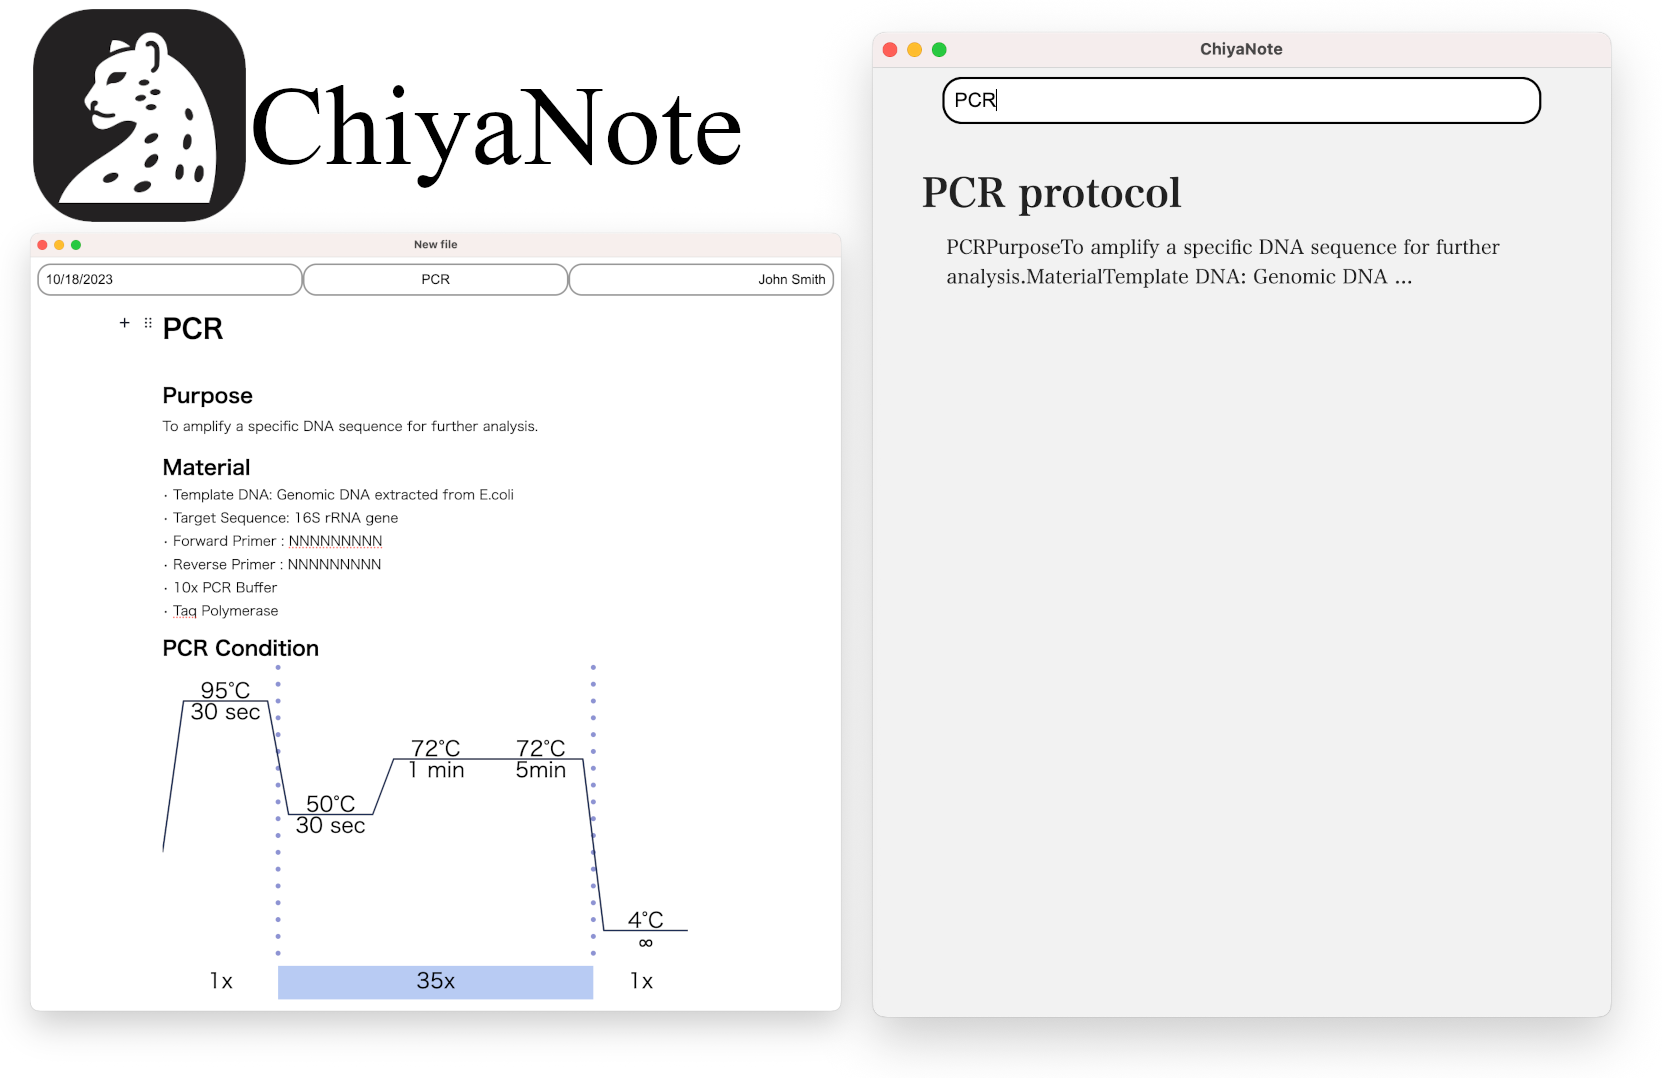 ChiyaNote
New file
10/18/2023 PCR John Smith
+ PCR
Purpose
To amplify a specific DNA sequence for further analysis.
Material
・Template DNA: Genomic DNA extracted from E.coli
・Target Sequence: 16S rRNA gene
・Forward Primer : NNNNNNNNN
・Reverse Primer : NNNNNNNNN
・10x PCR Buffer
・Taq Polymerase
PCR Condition
95°C
30 sec
50°C
30 sec
72°C
1 min
72°C
5min
4°C
∞
1x 35x 1x
ChiyaNote
PCR
PCR protocol
PCRPurposeTo amplify a specific DNA sequence for further
analysis.MaterialTemplate DNA: Genomic DNA ...